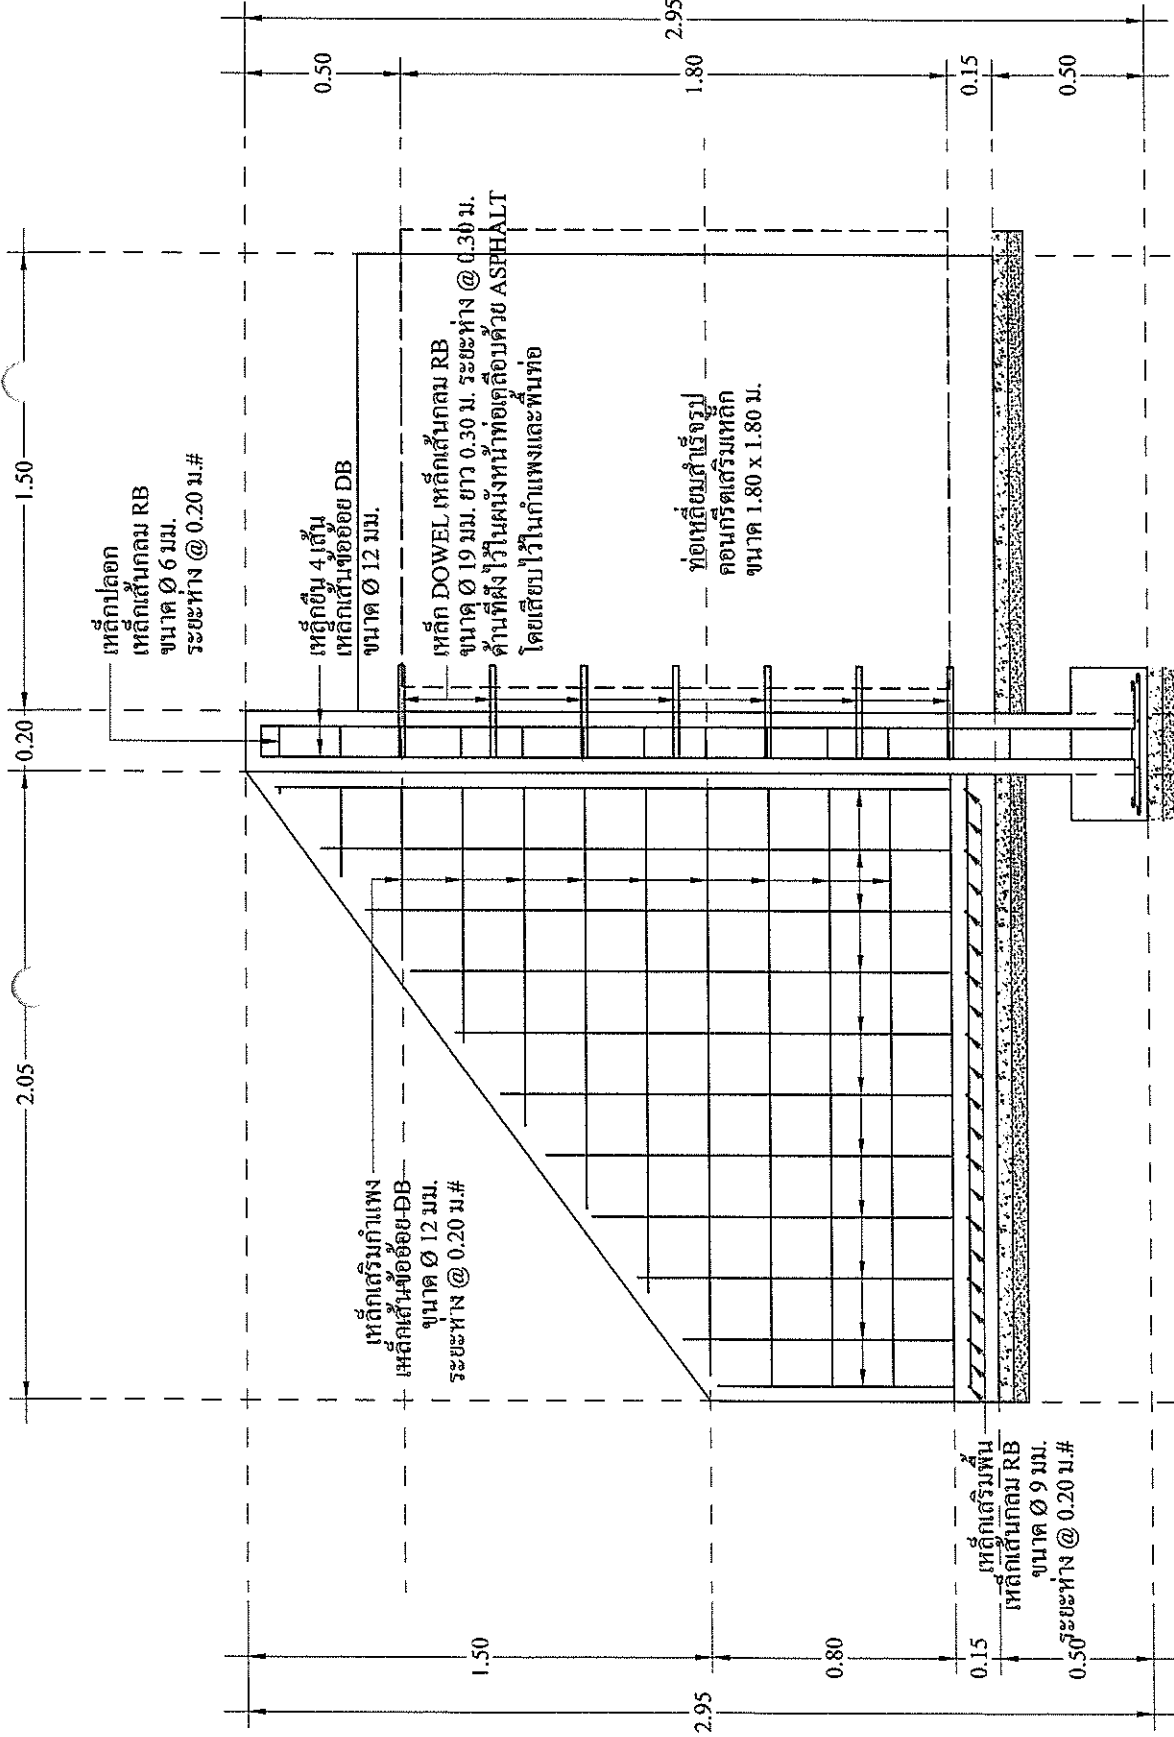 2.05
0.20
1.50
เหล็กปลอก
เหล็กเส้นกลม RB
ขนาด Ø 6 มม.
ระยะห่าง @ 0.20 ม.#
เหล็กยืน 4 เส้น
เหล็กเส้นข้ออ้อย DB
ขนาด Ø 12 มม.
เหล็ก DOWEL เหล็กเส้นกลม RB
ขนาด Ø 19 มม. ยาว 0.30 ม. ระยะห่าง @ 0.30 ม.
ด้านที่ฝังไว้ในผนังหน้าท่อเคลือบด้วย ASPHALT
โดยเสียบไว้ในกำแพงและพื้นท่อ
ท่อเหลี่ยมสำเร็จรูป
คอนกรีตเสริมเหล็ก
ขนาด 1.80 x 1.80 ม.
เหล็กเสริมกำแพง
เหล็กเส้นข้ออ้อย DB
ขนาด Ø 12 มม.
ระยะห่าง @ 0.20 ม.#
เหล็กเสริมพื้น
เหล็กเส้นกลม RB
ขนาด Ø 9 มม.
ระยะห่าง @ 0.20 ม.#
1.50
0.80
0.15
0.50
2.95
0.50
1.80
0.15
0.50
2.95